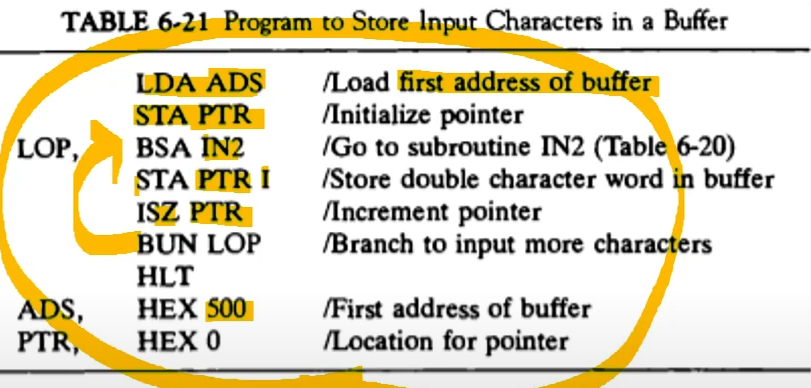 TABLE 6-21 Program to Store Input Characters in a Buffer
LDA ADS /Load first address of buffer
STA PTR /Initialize pointer
LOP, BSA IN2 /Go to subroutine IN2 (Table 6-20)
STA PTR I /Store double character word in buffer
ISZ PTR /Increment pointer
BUN LOP /Branch to input more characters
HLT
ADS, HEX 500 /First address of buffer
PTR, HEX 0 /Location for pointer